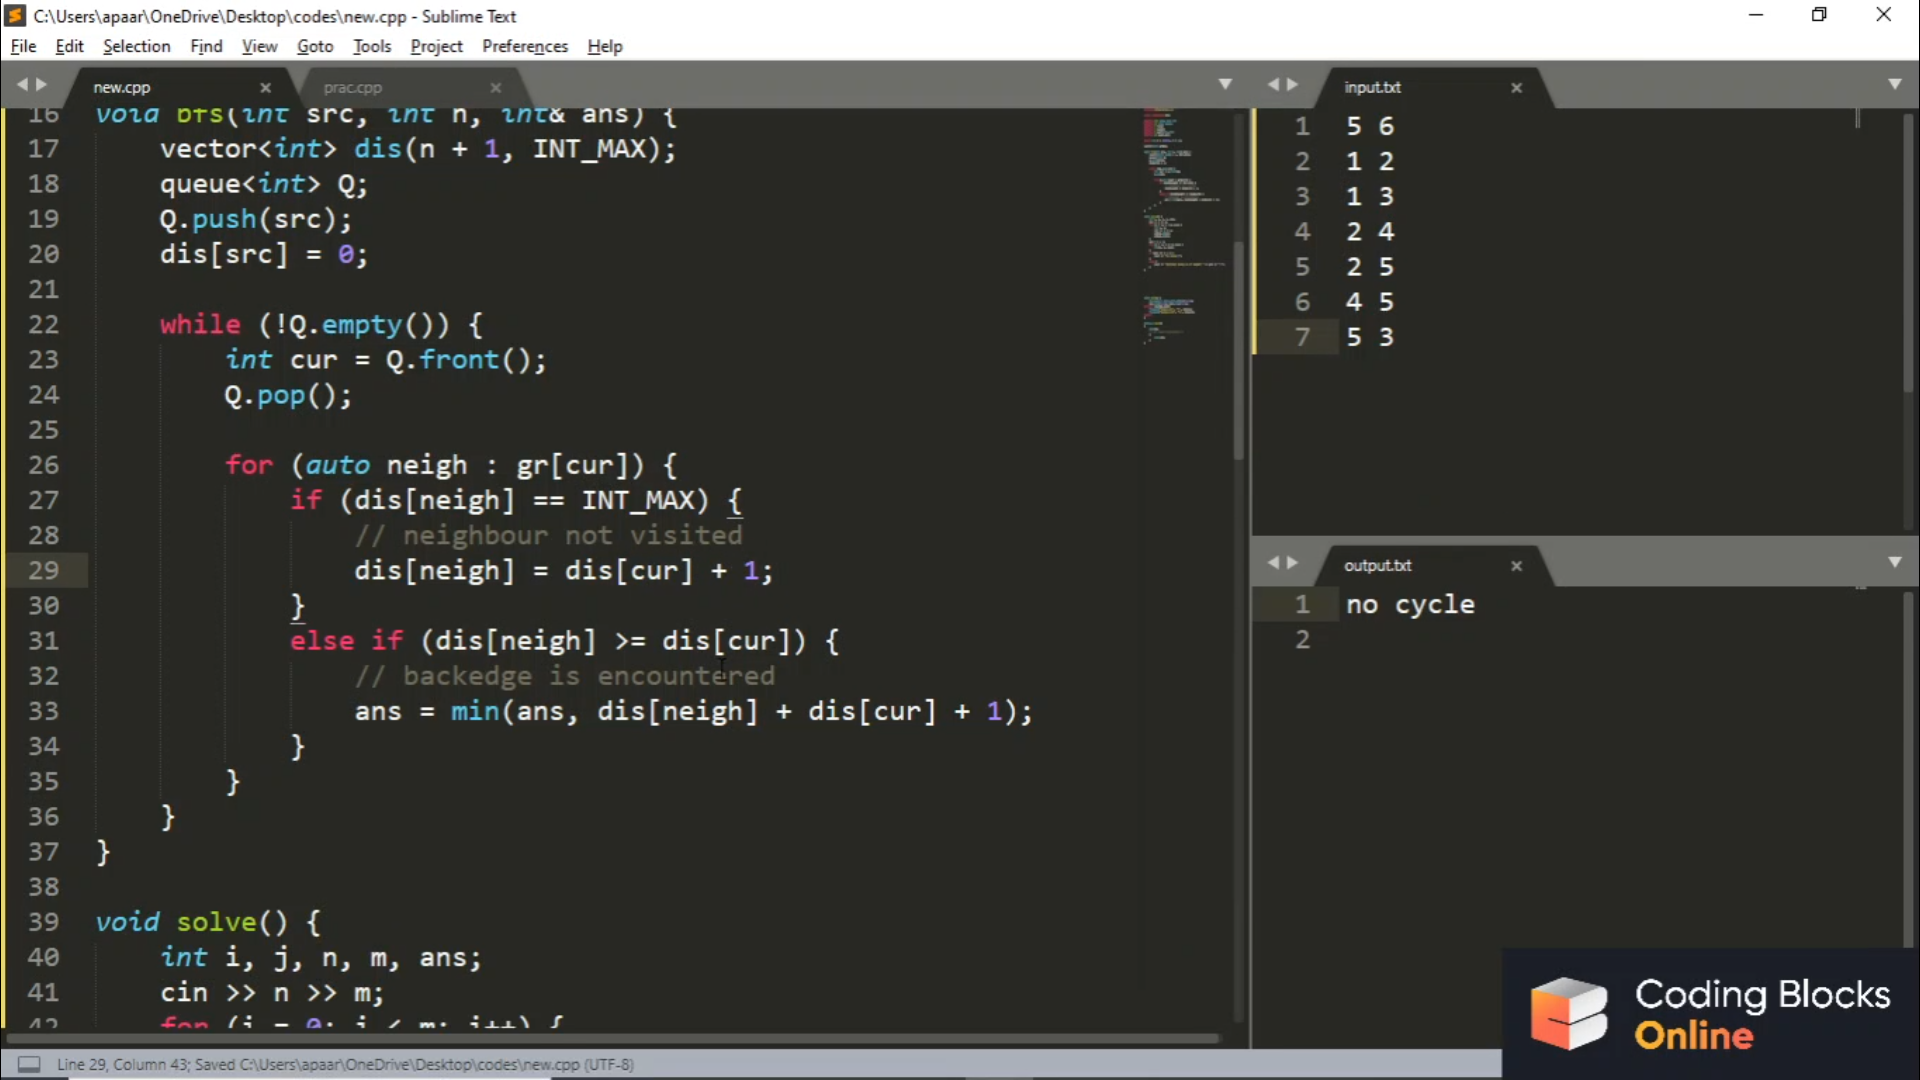 C:\Users\apaar\OneDrive\Desktop\codes\new.cpp - Sublime Text
File Edit Selection Find View Goto Tools Project Preferences Help
new.cpp
prac.cpp
16 void bfs(int src, int n, int& ans) {
17 vector<int> dis(n + 1, INT_MAX);
18 queue<int> Q;
19 Q.push(src);
20 dis[src] = 0;
21
22 while (!Q.empty()) {
23 int cur = Q.front();
24 Q.pop();
25
26 for (auto neigh : gr[cur]) {
27 if (dis[neigh] == INT_MAX) {
28 // neighbour not visited
29 dis[neigh] = dis[cur] + 1;
30 }
31 else if (dis[neigh] >= dis[cur]) {
32 // backedge is encountered
33 ans = min(ans, dis[neigh] + dis[cur] + 1);
34 }
35 }
36 }
37 }
38
39 void solve() {
40 int i, j, n, m, ans;
41 cin >> n >> m;
42 for (i = 0; i < m; i++) {
input.txt
1 5 6
2 1 2
3 1 3
4 2 4
5 2 5
6 4 5
7 5 3
output.txt
1 no cycle
2
Line 29, Column 43; Saved C:\Users\apaar\OneDrive\Desktop\codes\new.cpp (UTF-8)
Coding Blocks
Online